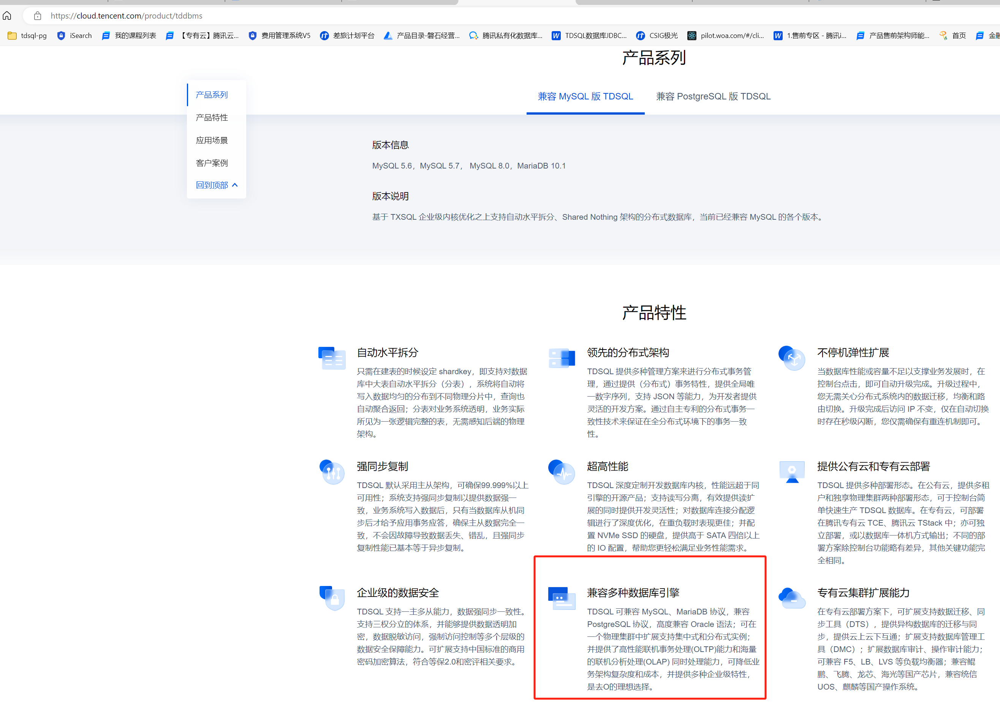 https://cloud.tencent.com/product/tddbms
tdsql-pg
iSearch
我的课程列表
【专有云】腾讯云...
费用管理系统V5
差旅计划平台
产品目录-磐石经营...
腾讯私有化数据库...
TDSQL数据库JDBC...
CSIG极光
pilot.woa.com/#/cli...
1.售前专区 - 腾讯i...
产品售前架构师能...
首页
产品系列
产品系列
产品特性
应用场景
客户案例
回到顶部
兼容 MySQL 版 TDSQL
兼容 PostgreSQL 版 TDSQL
版本信息
MySQL 5.6，MySQL 5.7， MySQL 8.0，MariaDB 10.1
版本说明
基于 TXSQL 企业级内核优化之上支持自动水平拆分、Shared Nothing 架构的分布式数据库，当前已经兼容 MySQL 的各个版本。
产品特性
自动水平拆分
只需在建表的时候设定 shardkey，即支持对数据
库中大表自动水平拆分（分表），系统将自动将
写入数据均匀的分布到不同物理分片中，查询也
自动聚合返回；分表对业务系统透明，业务实际
所见为一张逻辑完整的表，无需感知后端的物理
架构。
领先的分布式架构
TDSQL 提供多种管理方案来进行分布式事务管
理，通过提供（分布式）事务特性，提供全局唯
一数字序列，支持 JSON 等能力，为开发者提供
灵活的开发方案。通过自主专利的分布式事务一
致性技术来保证在全分布式环境下的事务一致
性。
不停机弹性扩展
当数据库性能或容量不足以支撑业务发展时，在
控制台点击，即可自动升级完成。升级过程中，
您无需关心分布式系统内的数据迁移，均衡和路
由切换。升级完成后访问 IP 不变，仅在自动切换
时存在秒级闪断，您仅需确保有重连机制即可。
强同步复制
TDSQL 默认采用主从架构，可确保99.999%以上
可用性；系统支持强同步复制以提供数据强一
致，业务系统写入数据后，只有当数据库从机同
步后才给予应用事务应答，确保主从数据完全一
致，不会因故障导致数据丢失、错乱，且强同步
复制性能已基本等于异步复制。
超高性能
TDSQL 深度定制开发数据库内核，性能远超于同
引擎的开源产品；支持读写分离，有效提供读扩
展的同时提供开发灵活性；对数据库连接分配逻
辑进行了深度优化，在重负载时表现更佳；并配
置 NVMe SSD 的硬盘，提供高于 SATA 四倍以上
的 IO 配置，帮助您更轻松满足业务性能需求。
提供公有云和专有云部署
TDSQL 提供多种部署形态。在公有云，提供多租
户和独享物理集群两种部署形态，可于控制台简
单快速生产 TDSQL 数据库。在专有云，可部署
在腾讯专有云 TCE、腾讯云 TStack 中；亦可独
立部署，或以数据库一体机方式输出；不同的部
署方案除控制台功能略有差异，其他关键功能完
全相同。
企业级的数据安全
TDSQL 支持一主多从能力，数据强同步一致性。
支持三权分立的体系，并能够提供数据透明加
密，数据脱敏访问，强制访问控制等多个层级的
数据安全保障能力。可扩展支持中国标准的商用
密码加密算法，符合等保2.0和密评相关要求。
兼容多种数据库引擎
TDSQL 可兼容 MySQL、MariaDB 协议，兼容
PostgreSQL 协议，高度兼容 Oracle 语法；可在
一个物理集群中扩展支持集中式和分布式实例；
并提供了高性能联机事务处理(OLTP)能力和海量
的联机分析处理(OLAP) 同时处理能力，可降低业
务架构复杂度和成本，并提供多种企业级特性，
是去O的理想选择。
专有云集群扩展能力
在专有云部署方案下，可扩展支持数据迁移、同
步工具（DTS），提供异构数据库的迁移与同
步，提供云上云下互通；扩展支持数据库管理工
具（DMC）；扩展数据库审计、操作审计能力；
可兼容 F5、LB、LVS 等负载均衡器；兼容鲲
鹏、飞腾、龙芯、海光等国产芯片，兼容统信
UOS、麒麟等国产操作系统。